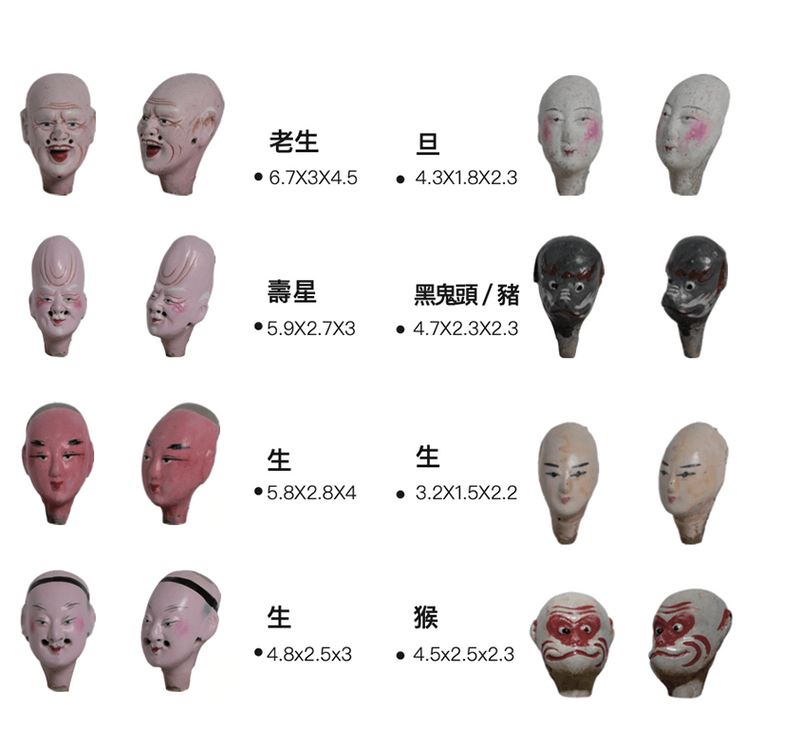 老生
• 6.7X3X4.5
旦
• 4.3X1.8X2.3
壽星
• 5.9X2.7X3
黑鬼頭 / 豬
• 4.7X2.3X2.3
生
• 5.8X2.8X4
生
• 3.2X1.5X2.2
生
• 4.8x2.5x3
猴
• 4.5x2.5x2.3